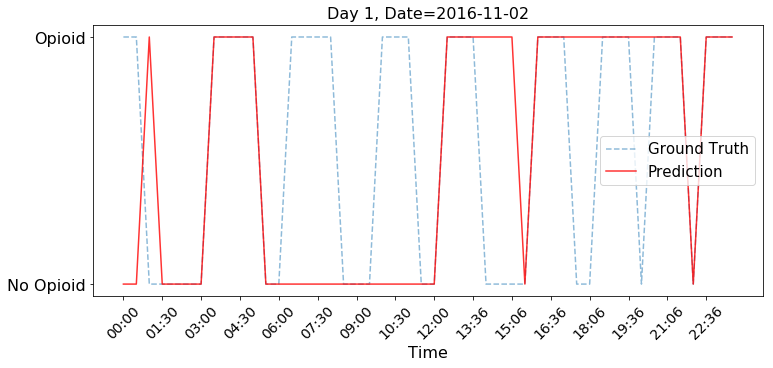 Day 1, Date=2016-11-02
Opioid
No Opioid
Ground Truth
Prediction
00:00
01:30
03:00
04:30
06:00
07:30
09:00
10:30
12:00
13:36
15:06
16:36
18:06
19:36
21:06
22:36
Time